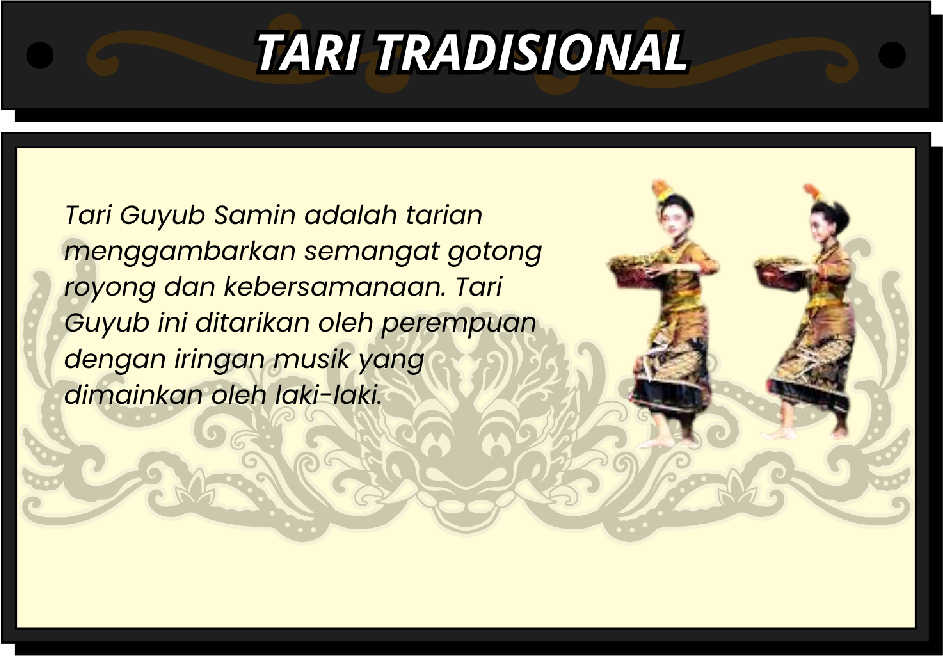 TARI TRADISIONAL
Tari Guyub Samin adalah tarian
menggambarkan semangat gotong
royong dan kebersamanaan. Tari
Guyub ini ditarikan oleh perempuan
dengan iringan musik yang
dimainkan oleh laki-laki.